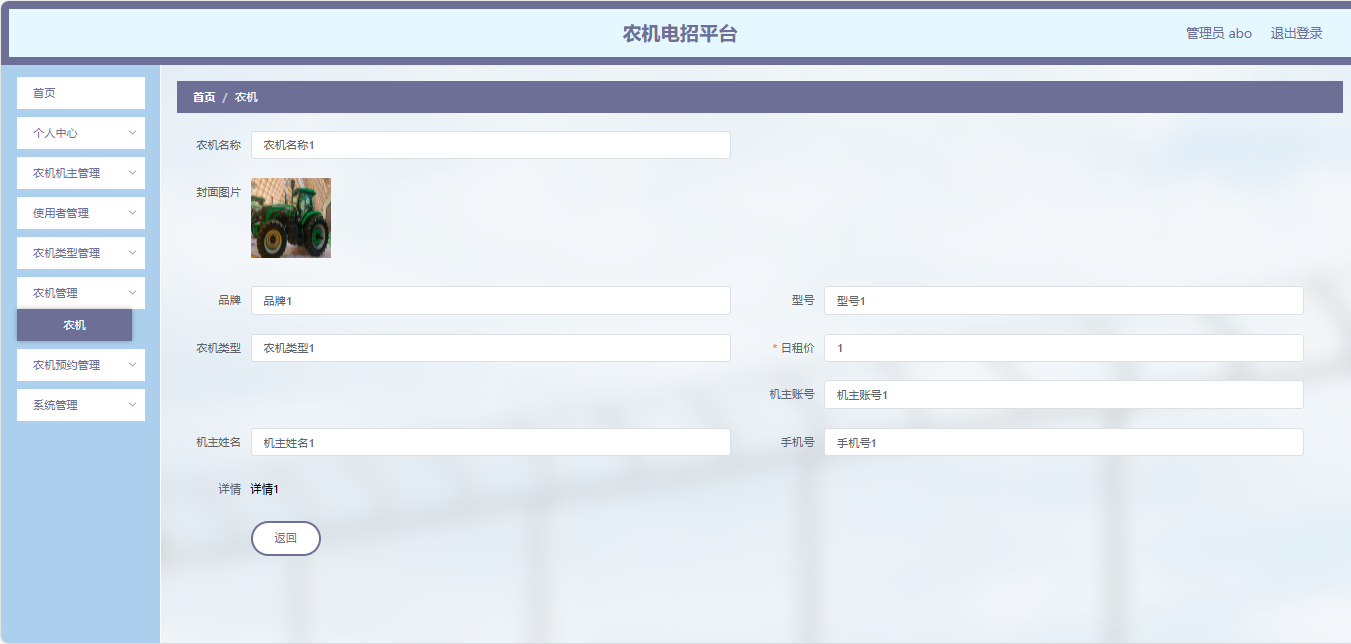 农机电招平台
管理员 abo 退出登录
首页
个人中心
农机机主管理
使用者管理
农机类型管理
农机管理
农机
农机预约管理
系统管理
首页 / 农机
农机名称 农机名称1
封面图片
品牌 品牌1 型号 型号1
农机类型 农机类型1 * 日租价 1
机主账号 机主账号1
机主姓名 机主姓名1 手机号 手机号1
详情 详情1
返回